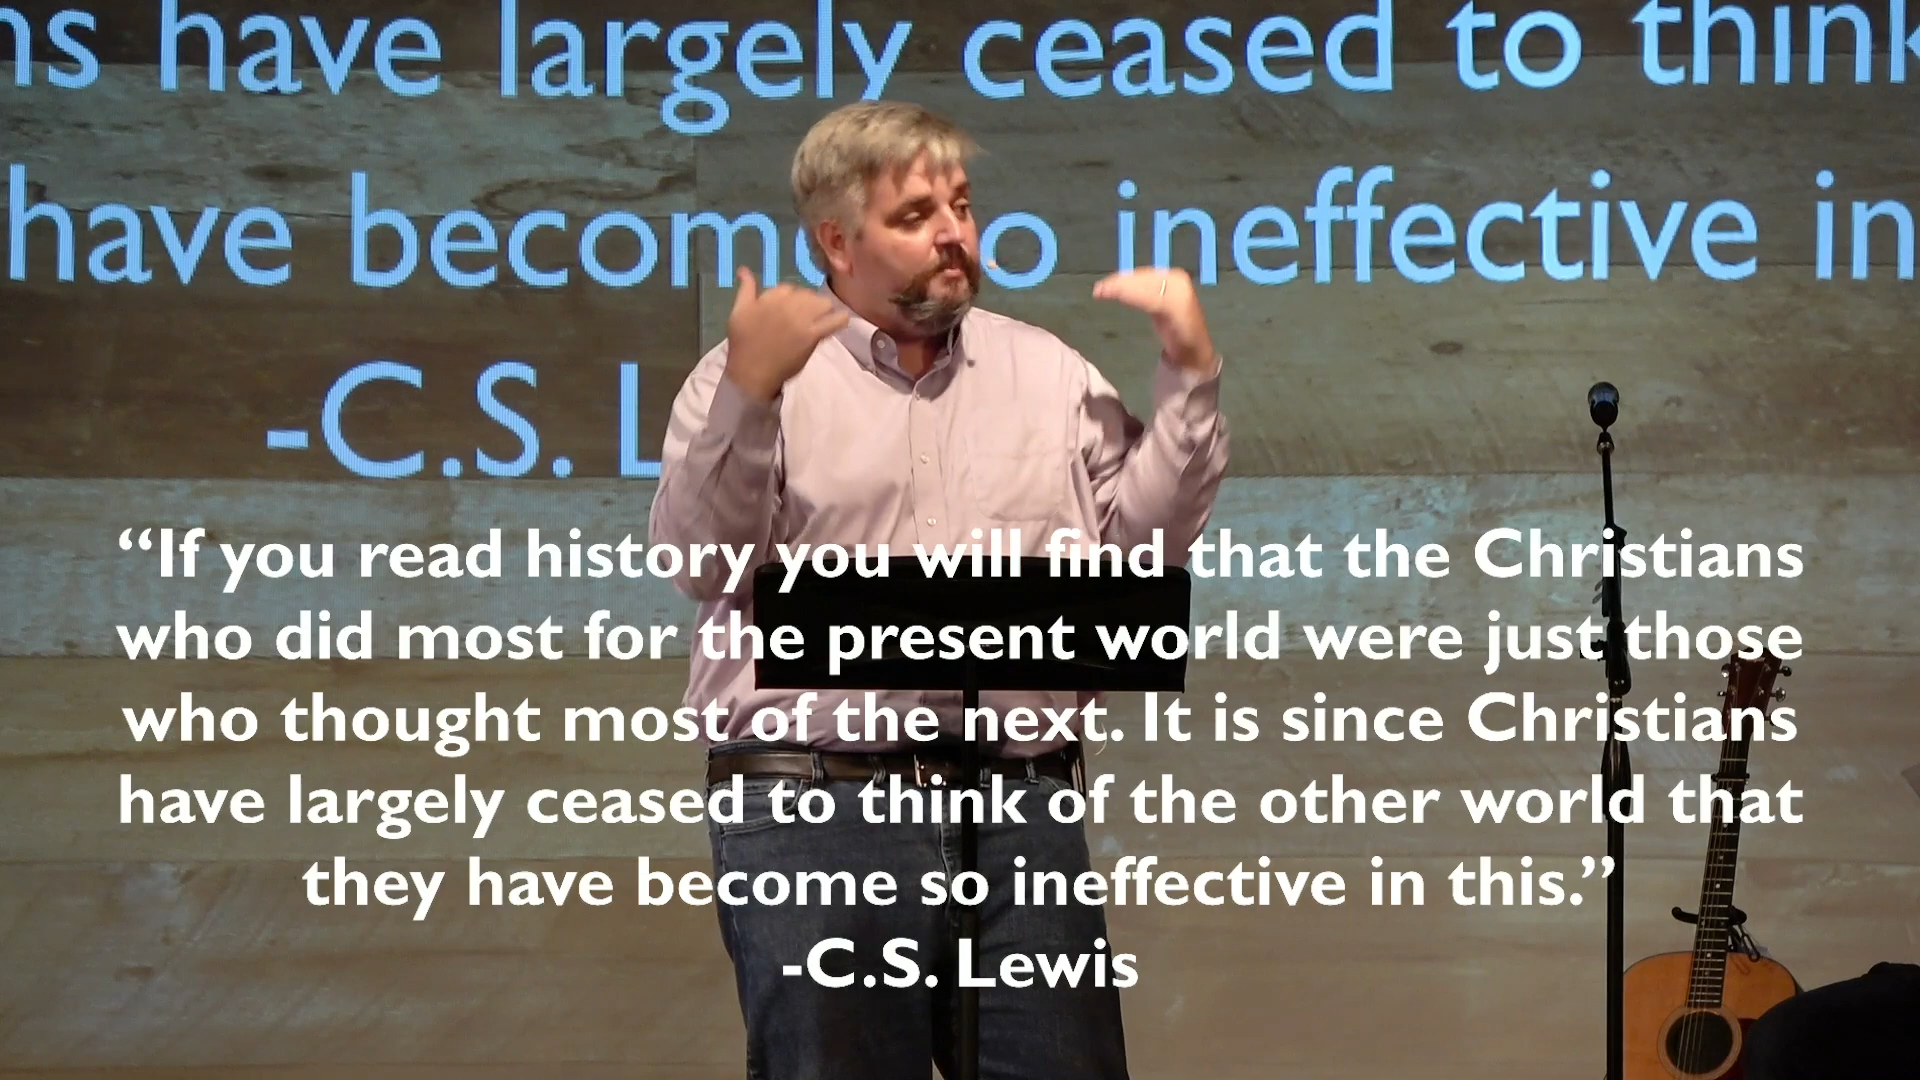 ns have largely ceased to think
have become so ineffective in
-C.S. L
“If you read history you will find that the Christians
who did most for the present world were just those
who thought most of the next. It is since Christians
have largely ceased to think of the other world that
they have become so ineffective in this.”
-C.S. Lewis